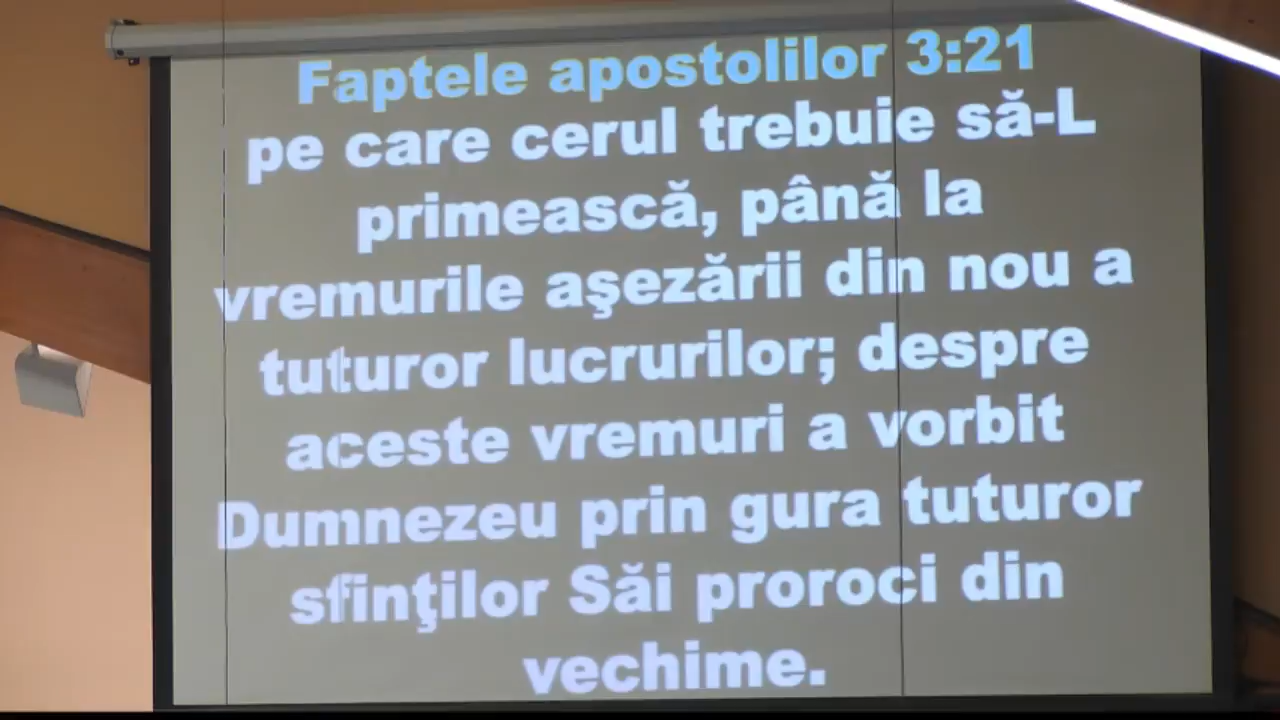 Faptele apostolilor 3:21
pe care cerul trebuie să-L
primească, până la
vremurile aşezării din nou a
tuturor lucrurilor; despre
aceste vremuri a vorbit
Dumnezeu prin gura tuturor
sfinţilor Săi proroci din
vechime.